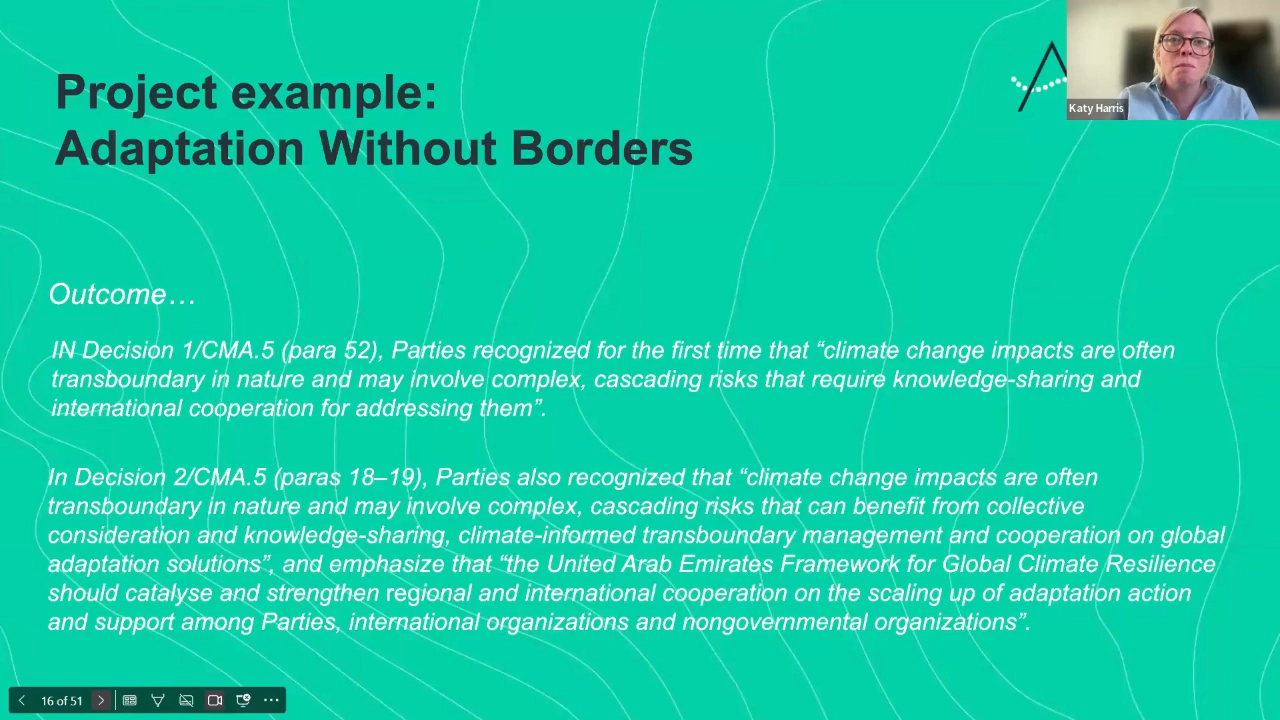 Project example:
Adaptation Without Borders
Katy Harris
Outcome…
IN Decision 1/CMA.5 (para 52), Parties recognized for the first time that “climate change impacts are often
transboundary in nature and may involve complex, cascading risks that require knowledge-sharing and
international cooperation for addressing them”.
In Decision 2/CMA.5 (paras 18–19), Parties also recognized that “climate change impacts are often
transboundary in nature and may involve complex, cascading risks that can benefit from collective
consideration and knowledge-sharing, climate-informed transboundary management and cooperation on global
adaptation solutions”, and emphasize that “the United Arab Emirates Framework for Global Climate Resilience
should catalyse and strengthen regional and international cooperation on the scaling up of adaptation action
and support among Parties, international organizations and nongovernmental organizations”.
16 of 51